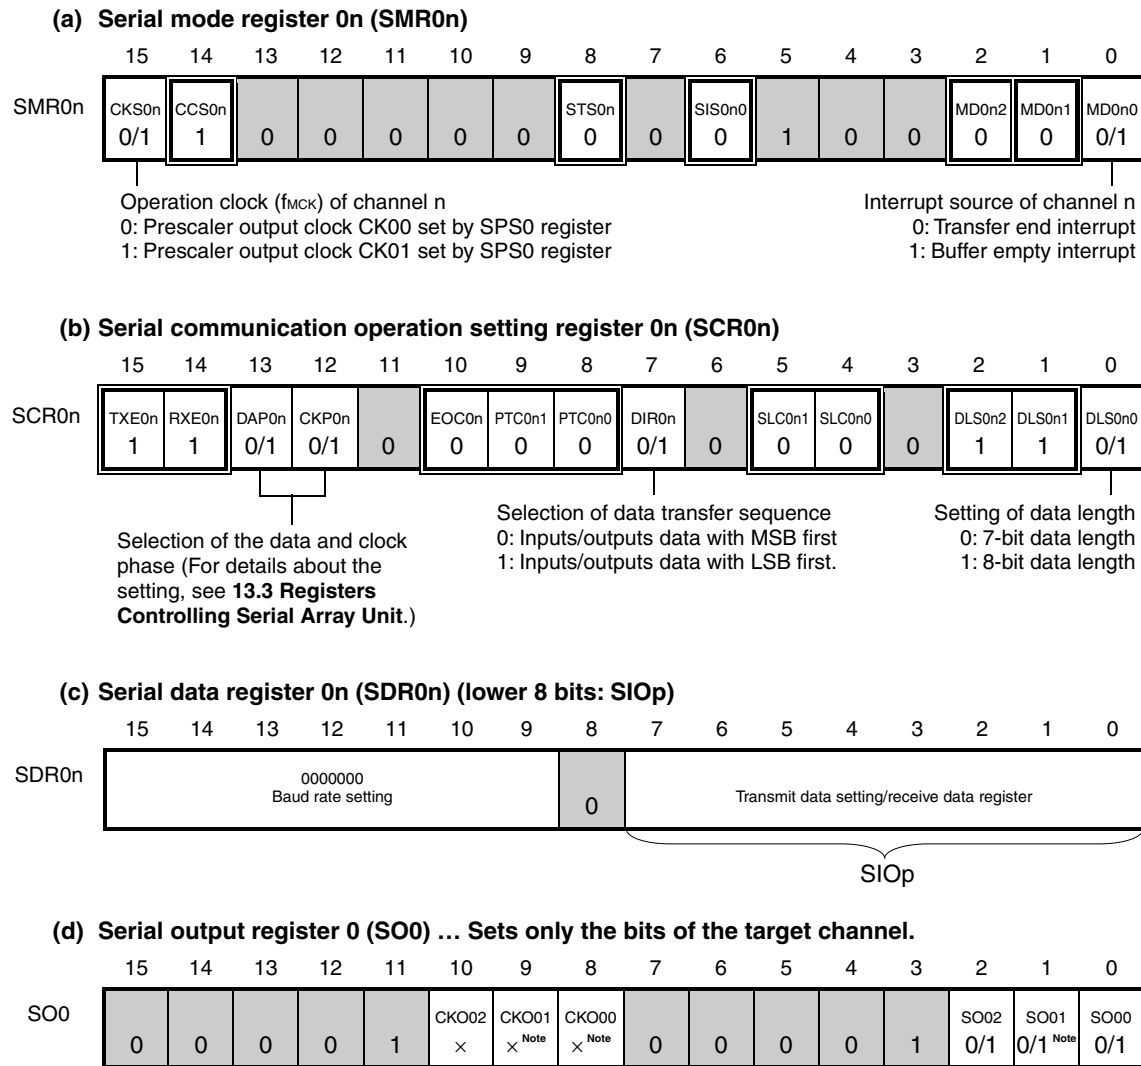 (a) Serial mode register 0n (SMR0n)
15 14 13 12 11 10 9 8 7 6 5 4 3 2 1 0
SMR0n
CKS0n CCS0n STS0n SIS0n0 MD0n2 MD0n1 MD0n0
0/1 1 0 0 0 0 0 0 0 0 1 0 0 0 0 0/1
Operation clock (fMCK) of channel n
0: Prescaler output clock CK00 set by SPS0 register
1: Prescaler output clock CK01 set by SPS0 register
Interrupt source of channel n
0: Transfer end interrupt
1: Buffer empty interrupt
(b) Serial communication operation setting register 0n (SCR0n)
15 14 13 12 11 10 9 8 7 6 5 4 3 2 1 0
SCR0n
TXE0n RXE0n DAP0n CKP0n EOC0n PTC0n1 PTC0n0 DIR0n SLC0n1 SLC0n0 DLS0n2 DLS0n1 DLS0n0
1 1 0/1 0/1 0 0 0 0 0/1 0 0 0 0 1 1 0/1
Selection of the data and clock
phase (For details about the
setting, see 13.3 Registers
Controlling Serial Array Unit.)
Selection of data transfer sequence
0: Inputs/outputs data with MSB first
1: Inputs/outputs data with LSB first.
Setting of data length
0: 7-bit data length
1: 8-bit data length
(c) Serial data register 0n (SDR0n) (lower 8 bits: SIOp)
15 14 13 12 11 10 9 8 7 6 5 4 3 2 1 0
SDR0n
0000000
Baud rate setting
0
Transmit data setting/receive data register
SIOp
(d) Serial output register 0 (SO0) … Sets only the bits of the target channel.
15 14 13 12 11 10 9 8 7 6 5 4 3 2 1 0
SO0
CKO02 CKO01 CKO00 SO02 SO01 SO00
0 0 0 0 1 × × Note × Note 0 0 0 0 1 0/1 0/1 Note 0/1